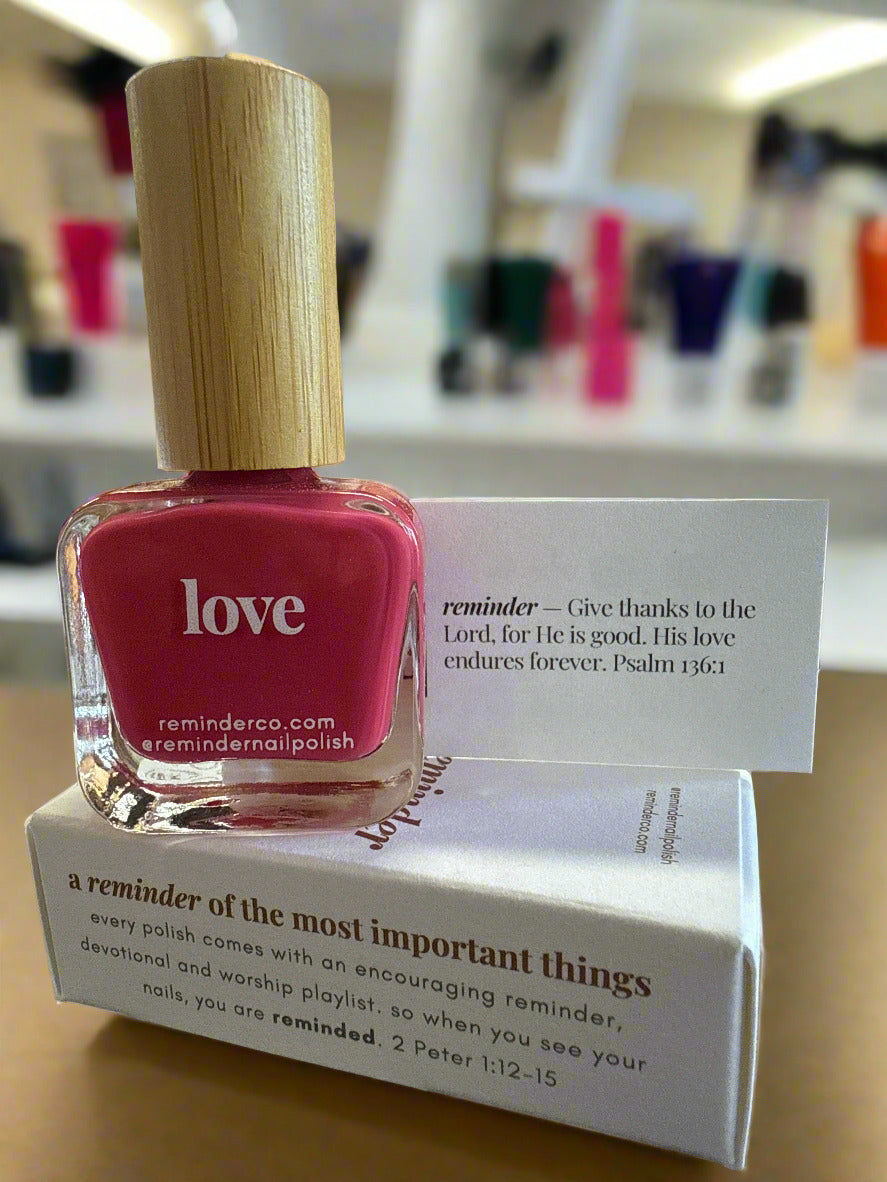 love
reminderco.com
@remindernailpolish
reminder — Give thanks to the
Lord, for He is good. His love
endures forever. Psalm 136:1
reminder
@remindernailpolish
reminderco.com
a reminder of the most important things
every polish comes with an encouraging reminder,
devotional and worship playlist. so when you see your
nails, you are reminded. 2 Peter 1:12-15